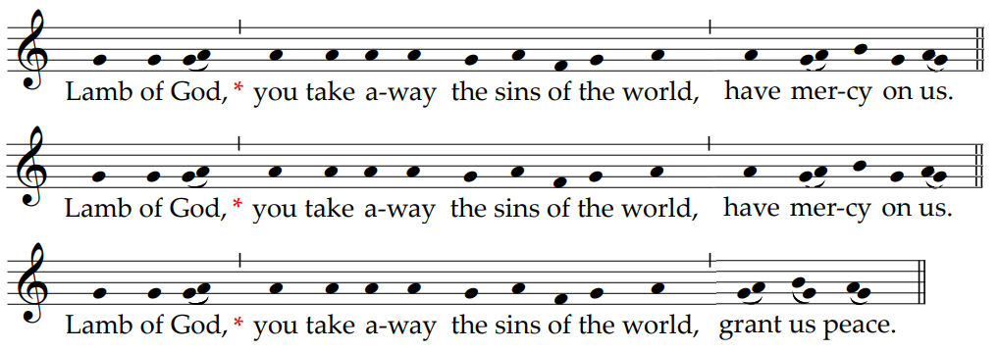 Lamb of God, * you take a-way the sins of the world, have mer-cy on us.
Lamb of God, * you take a-way the sins of the world, have mer-cy on us.
Lamb of God, * you take a-way the sins of the world, grant us peace.